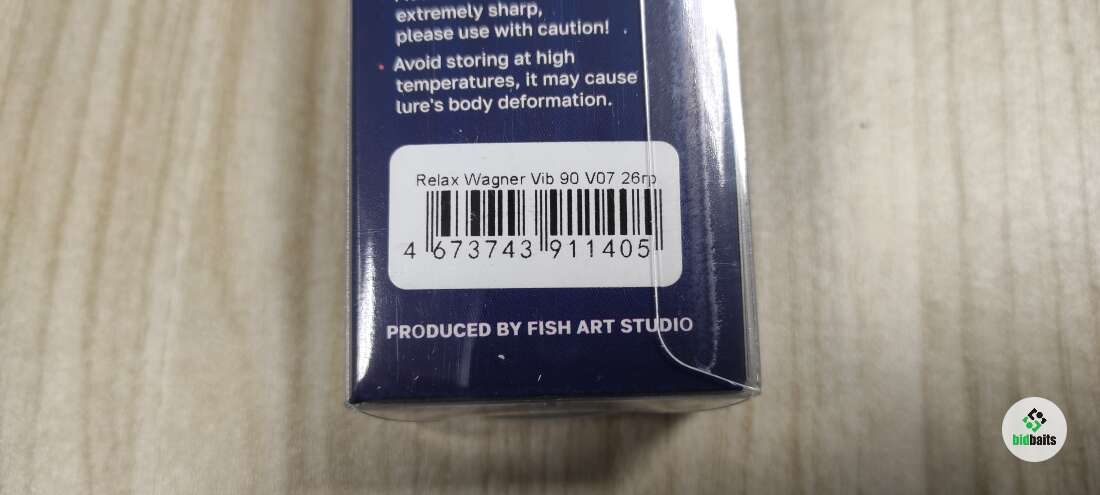 extremely sharp,
please use with caution!
Avoid storing at high
temperatures, it may cause
lure's body deformation.
Relax Wagner Vib 90 V07 26гр
4 673743 911405
PRODUCED BY FISH ART STUDIO
bidbaits